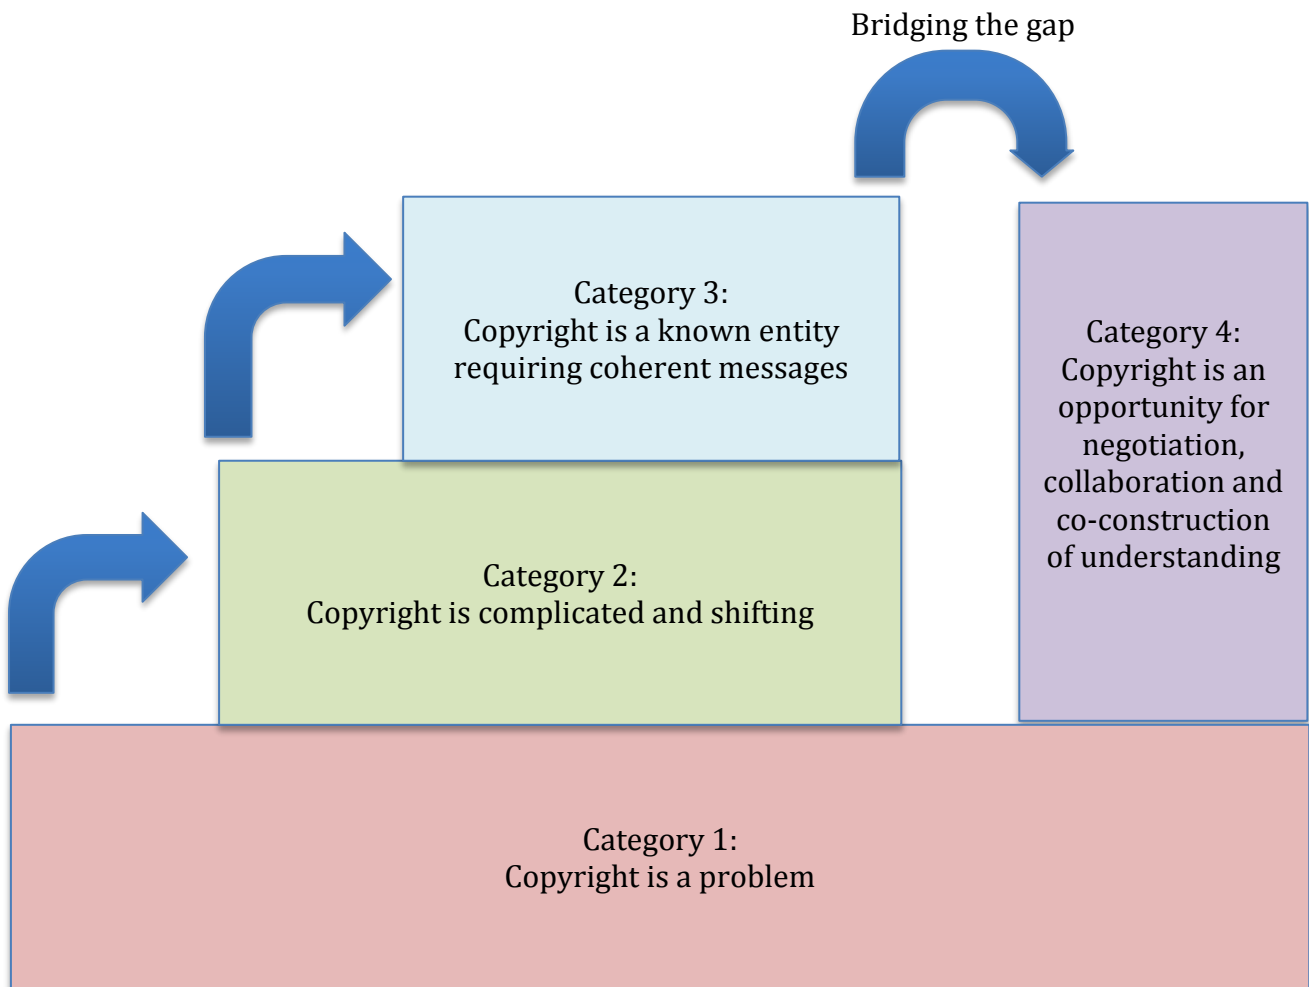 Bridging the gap
Category 3:
Copyright is a known entity
requiring coherent messages
Category 4:
Copyright is an
opportunity for
negotiation,
collaboration and
co-construction
of understanding
Category 2:
Copyright is complicated and shifting
Category 1:
Copyright is a problem